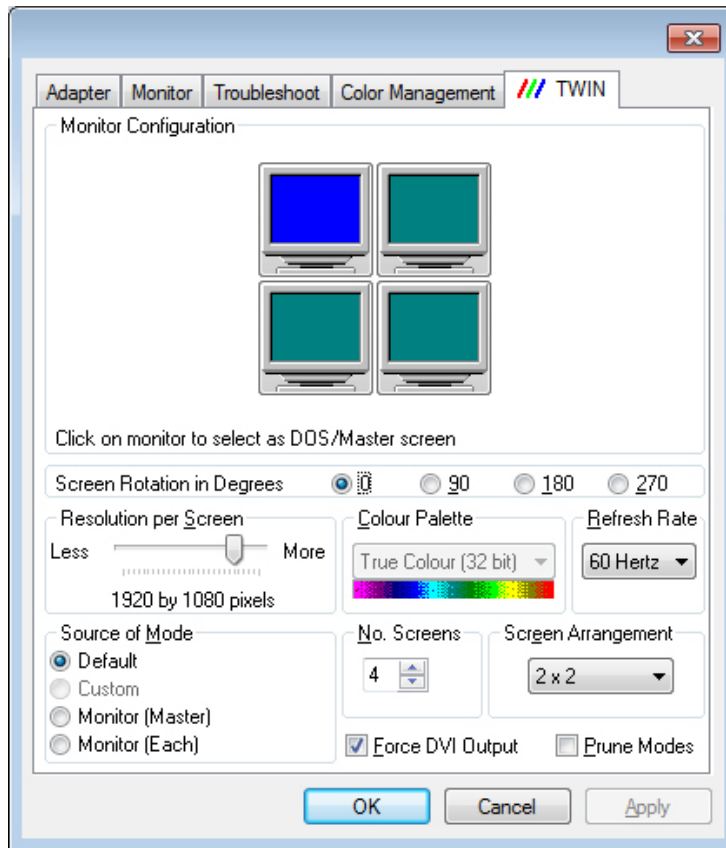 Adapter
Monitor
Troubleshoot
Color Management
TWIN
Monitor Configuration
Click on monitor to select as DOS/Master screen
Screen Rotation in Degrees
0
90
180
270
Resolution per Screen
Less
More
1920 by 1080 pixels
Colour Palette
True Colour (32 bit)
Refresh Rate
60 Hertz
Source of Mode
Default
Custom
Monitor (Master)
Monitor (Each)
No. Screens
4
Screen Arrangement
2 x 2
Force DVI Output
Prune Modes
OK
Cancel
Apply